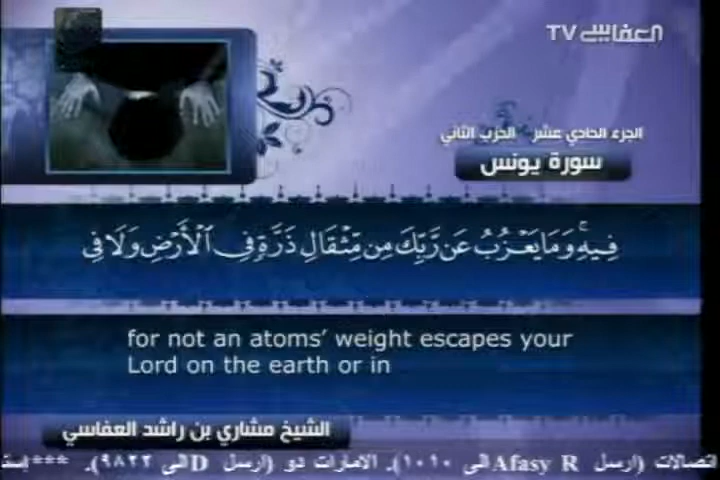 العفاسي TV
الجزء الحادي عشر الحزب الثاني
سورة يونس
فِيهِ ۚ وَمَا يَعْزُبُ عَن رَّبِّكَ مِن مِّثْقَالِ ذَرَّةٍ فِي الْأَرْضِ وَلَا فِي
for not an atoms’ weight escapes your
Lord on the earth or in
الشيخ مشاري بن راشد العفاسي
اتصالات (ارسل Afasy R الى ١٠١٠)، الامارات دو (ارسل D الى ٩٨٢٢)، ***